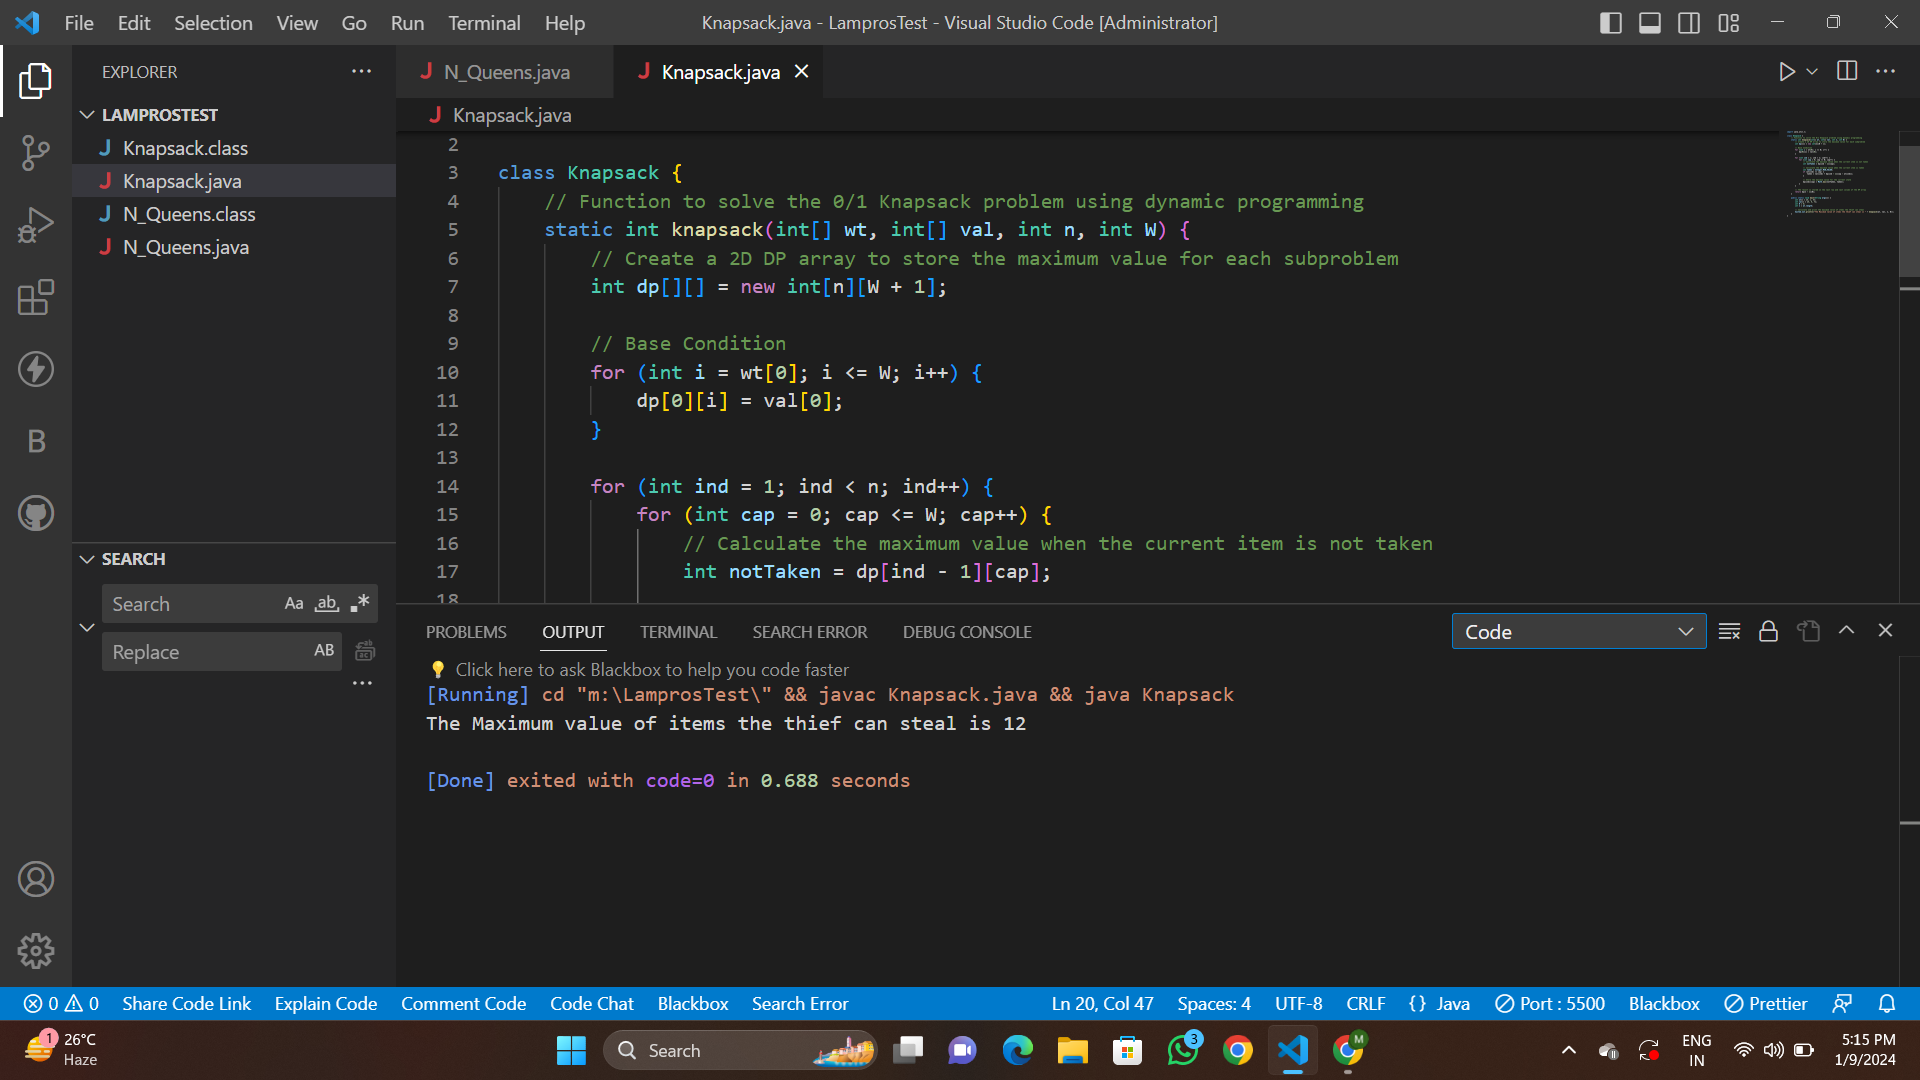 File Edit Selection View Go Run Terminal Help
Knapsack.java - LamprosTest - Visual Studio Code [Administrator]
EXPLORER
LAMPROSTEST
J Knapsack.class
J Knapsack.java
J N_Queens.class
J N_Queens.java
B
SEARCH
Search Aa ab .*
Replace AB
J N_Queens.java J Knapsack.java
J Knapsack.java
2
3 class Knapsack {
4 // Function to solve the 0/1 Knapsack problem using dynamic programming
5 static int knapsack(int[] wt, int[] val, int n, int W) {
6 // Create a 2D DP array to store the maximum value for each subproblem
7 int dp[][] = new int[n][W + 1];
8
9 // Base Condition
10 for (int i = wt[0]; i <= W; i++) {
11 dp[0][i] = val[0];
12 }
13
14 for (int ind = 1; ind < n; ind++) {
15 for (int cap = 0; cap <= W; cap++) {
16 // Calculate the maximum value when the current item is not taken
17 int notTaken = dp[ind - 1][cap];
18
PROBLEMS OUTPUT TERMINAL SEARCH ERROR DEBUG CONSOLE
Code
Click here to ask Blackbox to help you code faster
[Running] cd "m:\LamprosTest\" && javac Knapsack.java && java Knapsack
The Maximum value of items the thief can steal is 12
[Done] exited with code=0 in 0.688 seconds
0 0 Share Code Link Explain Code Comment Code Code Chat Blackbox Search Error
Ln 20, Col 47 Spaces: 4 UTF-8 CRLF {} Java Port : 5500 Blackbox Prettier
1
26°C
Haze
Search
3
M
ENG
IN
5:15 PM
1/9/2024